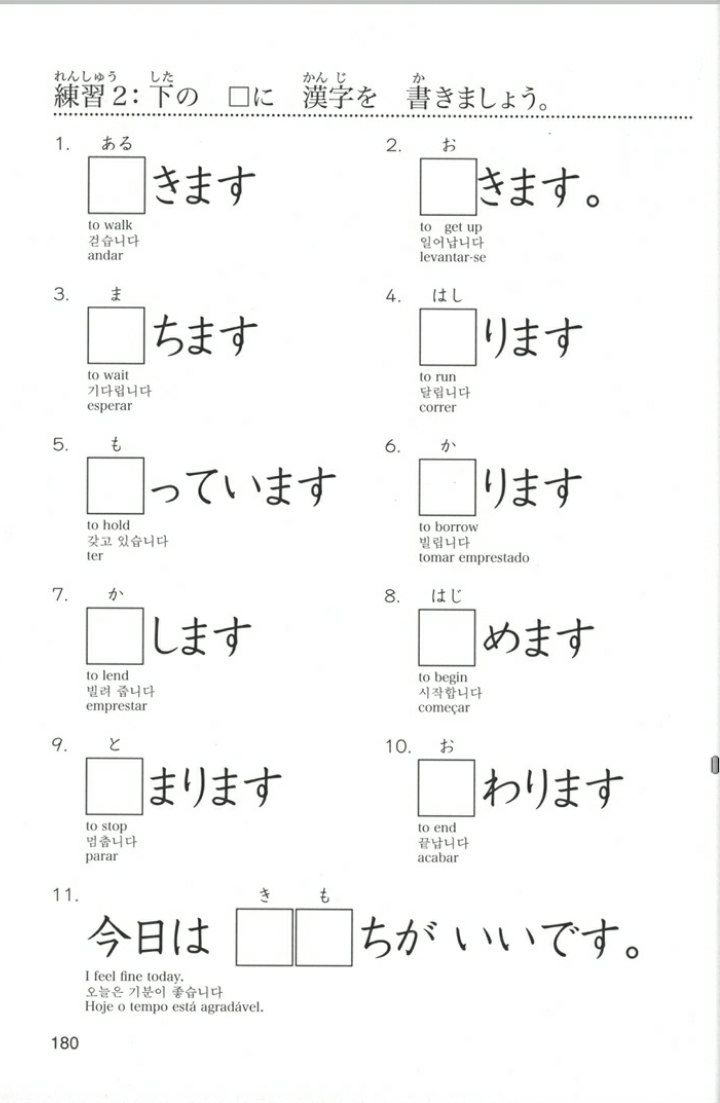 れんしゅう した かんじ か
練習2: 下の □に 漢字を 書きましょう。
1. ある
□きます
to walk
걷습니다
andar
2. お
□きます。
to get up
일어납니다
levantar-se
3. ま
□ちます
to wait
기다립니다
esperar
4. はし
□ります
to run
달립니다
correr
5. も
□っています
to hold
갖고 있습니다
ter
6. か
□ります
to borrow
빌립니다
tomar emprestado
7. か
□します
to lend
빌려 줍니다
emprestar
8. はじ
□めます
to begin
시작합니다
começar
9. と
□まります
to stop
멈춥니다
parar
10. お
□わります
to end
끝납니다
acabar
11. き も
今日は □□ちが いいです。
I feel fine today.
오늘은 기분이 좋습니다
Hoje o tempo está agradável.
180